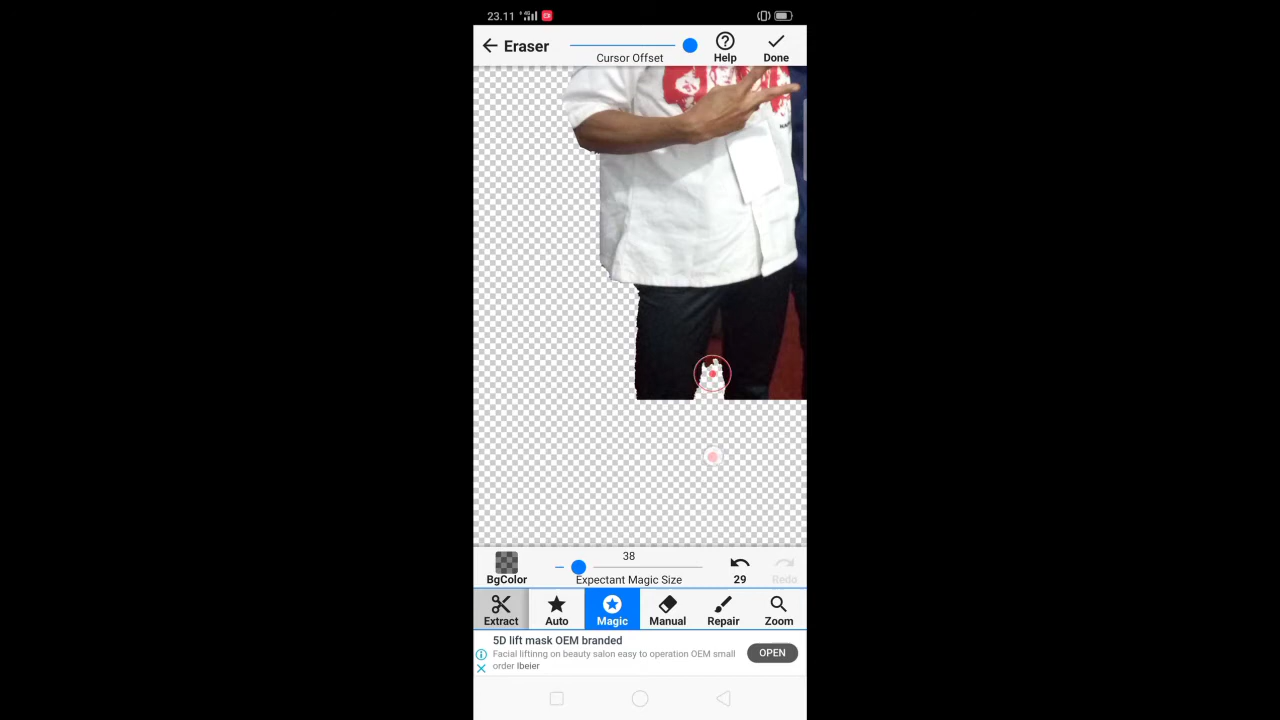 23.11
Eraser
Cursor Offset
Help
Done
38
BgColor
Expectant Magic Size
29
Redo
Extract
Auto
Magic
Manual
Repair
Zoom
5D lift mask OEM branded
Facial liftinng on beauty salon easy to operation OEM small
order Ibeier
OPEN